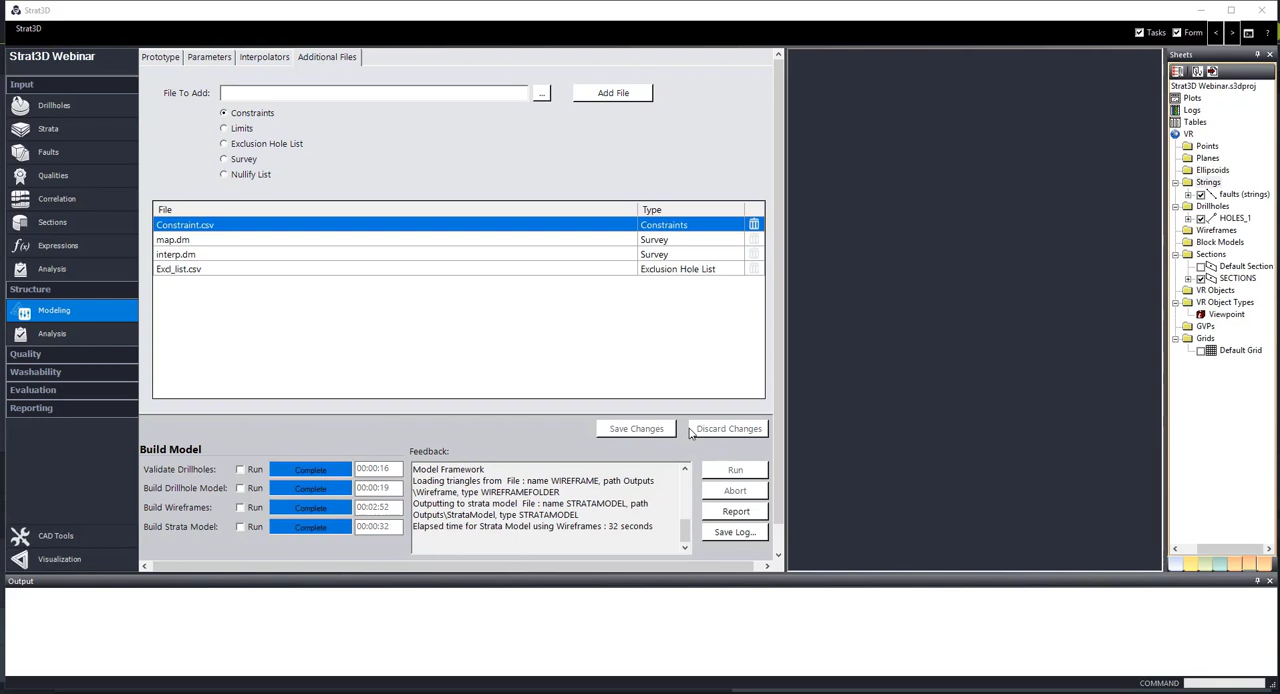 Strat3D
Strat3D
Tasks Form < > ?
Strat3D Webinar
Input
Drillholes
Strata
Faults
Qualities
Correlation
Sections
f(x) Expressions
Analysis
Structure
Modeling
Analysis
Quality
Washability
Evaluation
Reporting
CAD Tools
Visualization
Prototype Parameters Interpolators Additional Files
File To Add: ... Add File
Constraints
Limits
Exclusion Hole List
Survey
Nullify List
File Type
Constraint.csv Constraints
map.dm Survey
interp.dm Survey
Excl_list.csv Exclusion Hole List
Save Changes Discard Changes
Build Model
Validate Drillholes: Run Complete 00:00:16
Build Drillhole Model: Run Complete 00:00:19
Build Wireframes: Run Complete 00:02:52
Build Strata Model: Run Complete 00:00:32
Feedback:
Model Framework
Loading triangles from File : name WIREFRAME, path Outputs
\Wireframe, type WIREFRAMEFOLDER
Outputting to strata model File : name STRATAMODEL, path
Outputs\StrataModel, type STRATAMODEL
Elapsed time for Strata Model using Wireframes : 32 seconds
Run
Abort
Report
Save Log...
Sheets
Strat3D Webinar.s3dproj
Plots
Logs
Tables
VR
Points
Planes
Ellipsoids
Strings
faults (strings)
Drillholes
HOLES_1
Wireframes
Block Models
Sections
Default Section
SECTIONS
VR Objects
VR Object Types
Viewpoint
GVPs
Grids
Default Grid
Output
COMMAND